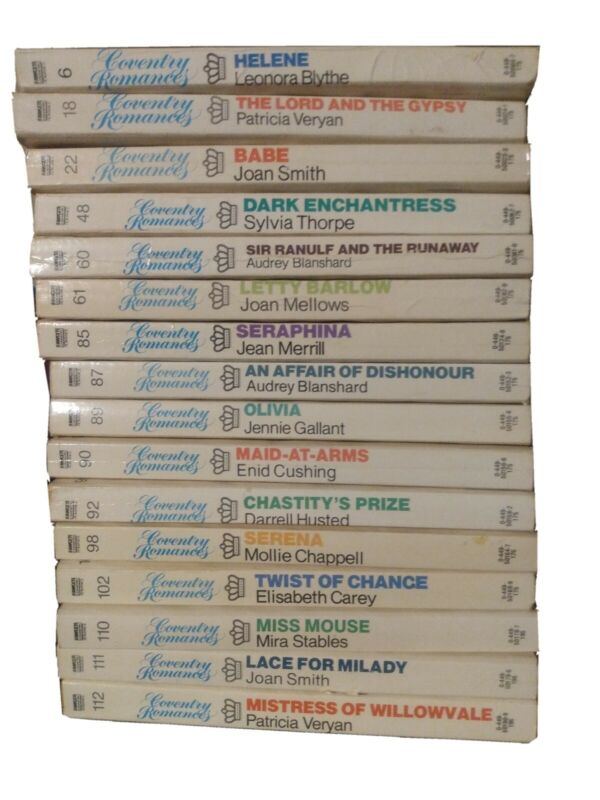 6
Coventry
Romances
HELENE
Leonora Blythe
18
Coventry
Romances
THE LORD AND THE GYPSY
Patricia Veryan
22
Coventry
Romances
BABE
Joan Smith
48
Coventry
Romances
DARK ENCHANTRESS
Sylvia Thorpe
60
Coventry
Romances
SIR RANULF AND THE RUNAWAY
Audrey Blanshard
61
Coventry
Romances
LETTY BARLOW
Joan Mellows
85
Coventry
Romances
SERAPHINA
Jean Merrill
87
Coventry
Romances
AN AFFAIR OF DISHONOUR
Audrey Blanshard
89
Coventry
Romances
OLIVIA
Jennie Gallant
90
Coventry
Romances
MAID-AT-ARMS
Enid Cushing
92
Coventry
Romances
CHASTITY'S PRIZE
Darrell Husted
98
Coventry
Romances
SERENA
Mollie Chappell
102
Coventry
Romances
TWIST OF CHANCE
Elisabeth Carey
110
Coventry
Romances
MISS MOUSE
Mira Stables
111
Coventry
Romances
LACE FOR MILADY
Joan Smith
112
Coventry
Romances
MISTRESS OF WILLOWVALE
Patricia Veryan